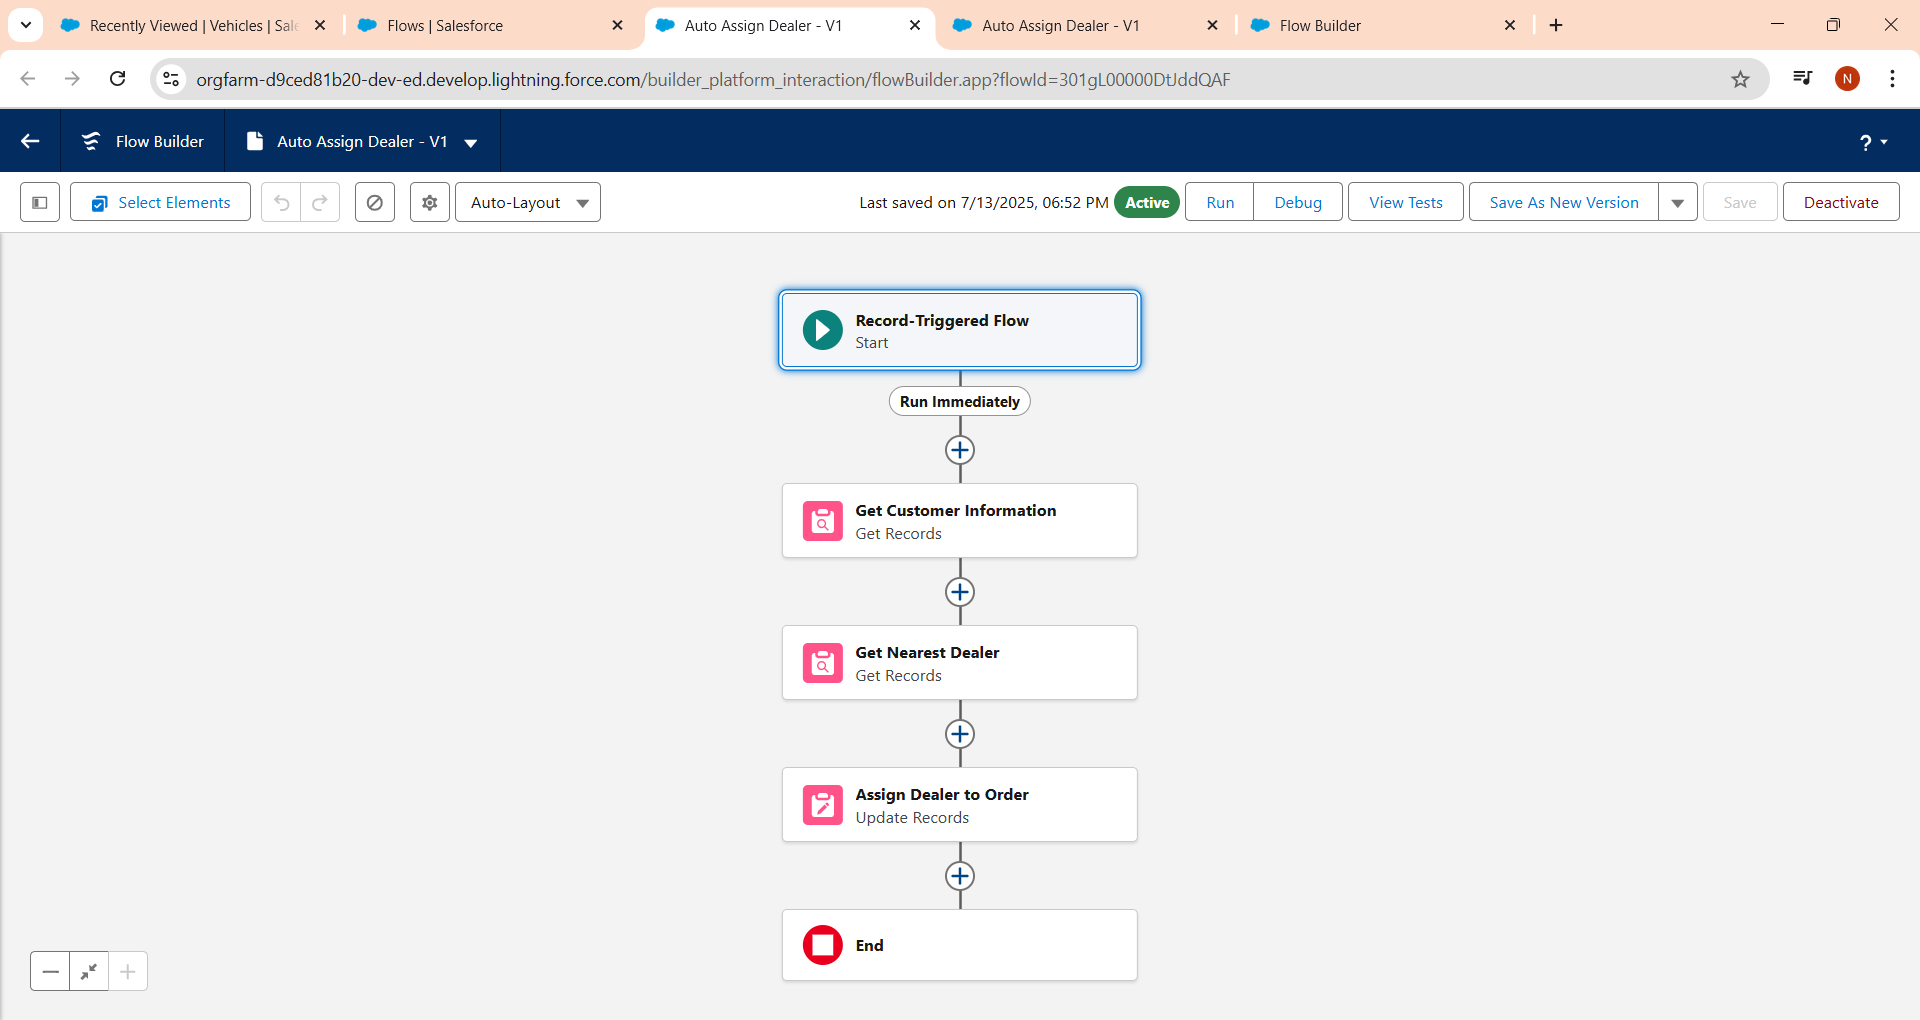 Recently Viewed | Vehicles | Sale
Flows | Salesforce
Auto Assign Dealer - V1
Auto Assign Dealer - V1
Flow Builder
orgfarm-d9ced81b20-dev-ed.develop.lightning.force.com/builder_platform_interaction/flowBuilder.app?flowId=301gL00000DtJddQAF
N
Flow Builder
Auto Assign Dealer - V1
?
Select Elements
Auto-Layout
Last saved on 7/13/2025, 06:52 PM
Active
Run
Debug
View Tests
Save As New Version
Save
Deactivate
Record-Triggered Flow
Start
Run Immediately
Get Customer Information
Get Records
Get Nearest Dealer
Get Records
Assign Dealer to Order
Update Records
End